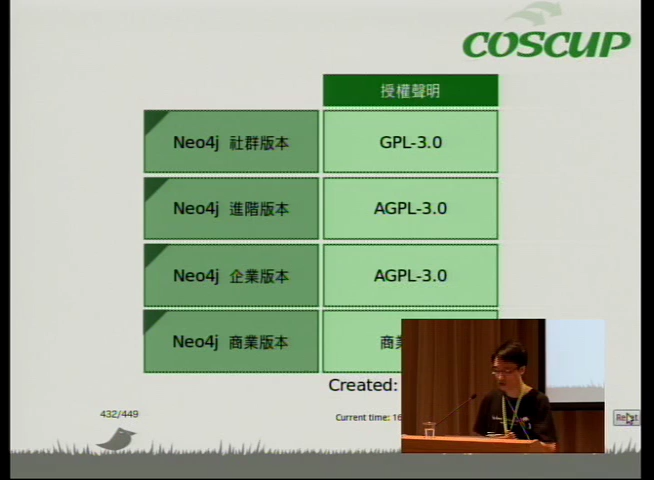 COSCUP
授權聲明
Neo4j 社群版本 GPL-3.0
Neo4j 進階版本 AGPL-3.0
Neo4j 企業版本 AGPL-3.0
Neo4j 商業版本 商
Created:
432/449
Current time: 16